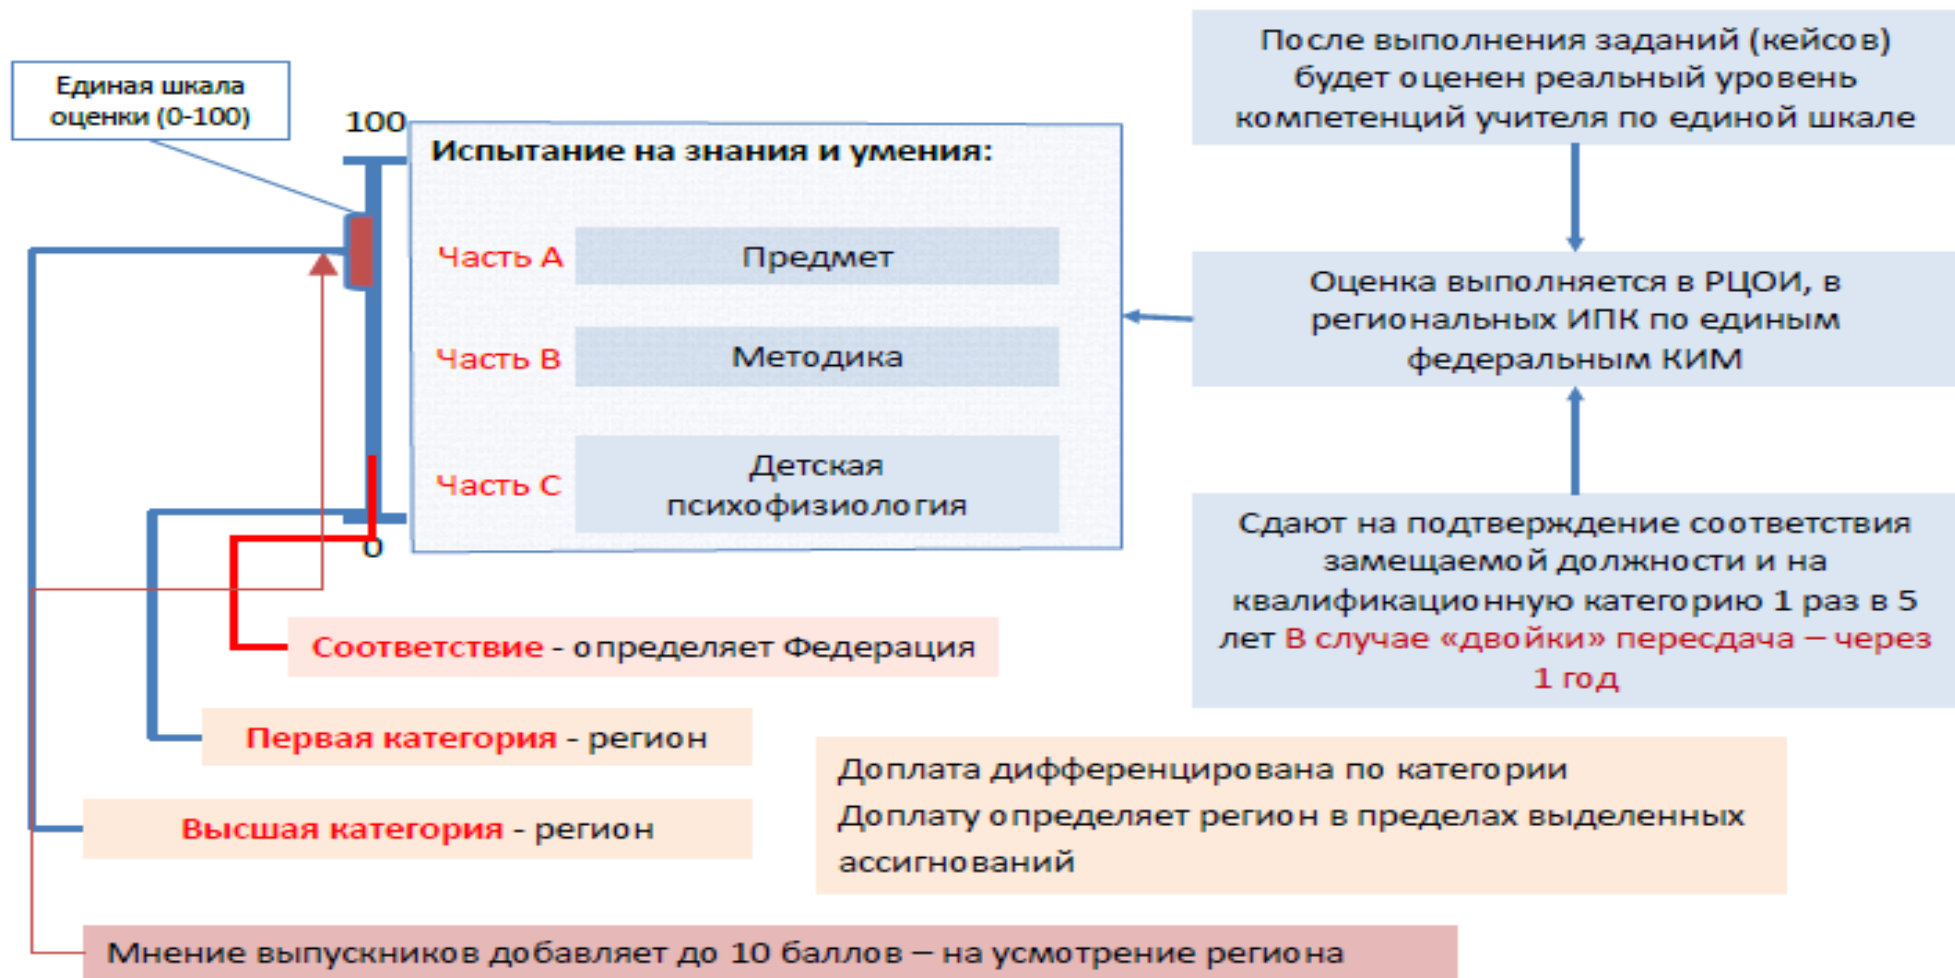 Единая шкала
оценки (0-100)
100
0
Испытание на знания и умения:
Часть А
Предмет
Часть В
Методика
Часть С
Детская
психофизиология
После выполнения заданий (кейсов)
будет оценен реальный уровень
компетенций учителя по единой шкале
Оценка выполняется в РЦОИ, в
региональных ИПК по единым
федеральным КИМ
Сдают на подтверждение соответствия
замещаемой должности и на
квалификационную категорию 1 раз в 5
лет В случае «двойки» пересдача – через
1 год
Соответствие - определяет Федерация
Первая категория - регион
Высшая категория - регион
Доплата дифференцирована по категории
Доплату определяет регион в пределах выделенных
ассигнований
Мнение выпускников добавляет до 10 баллов – на усмотрение региона